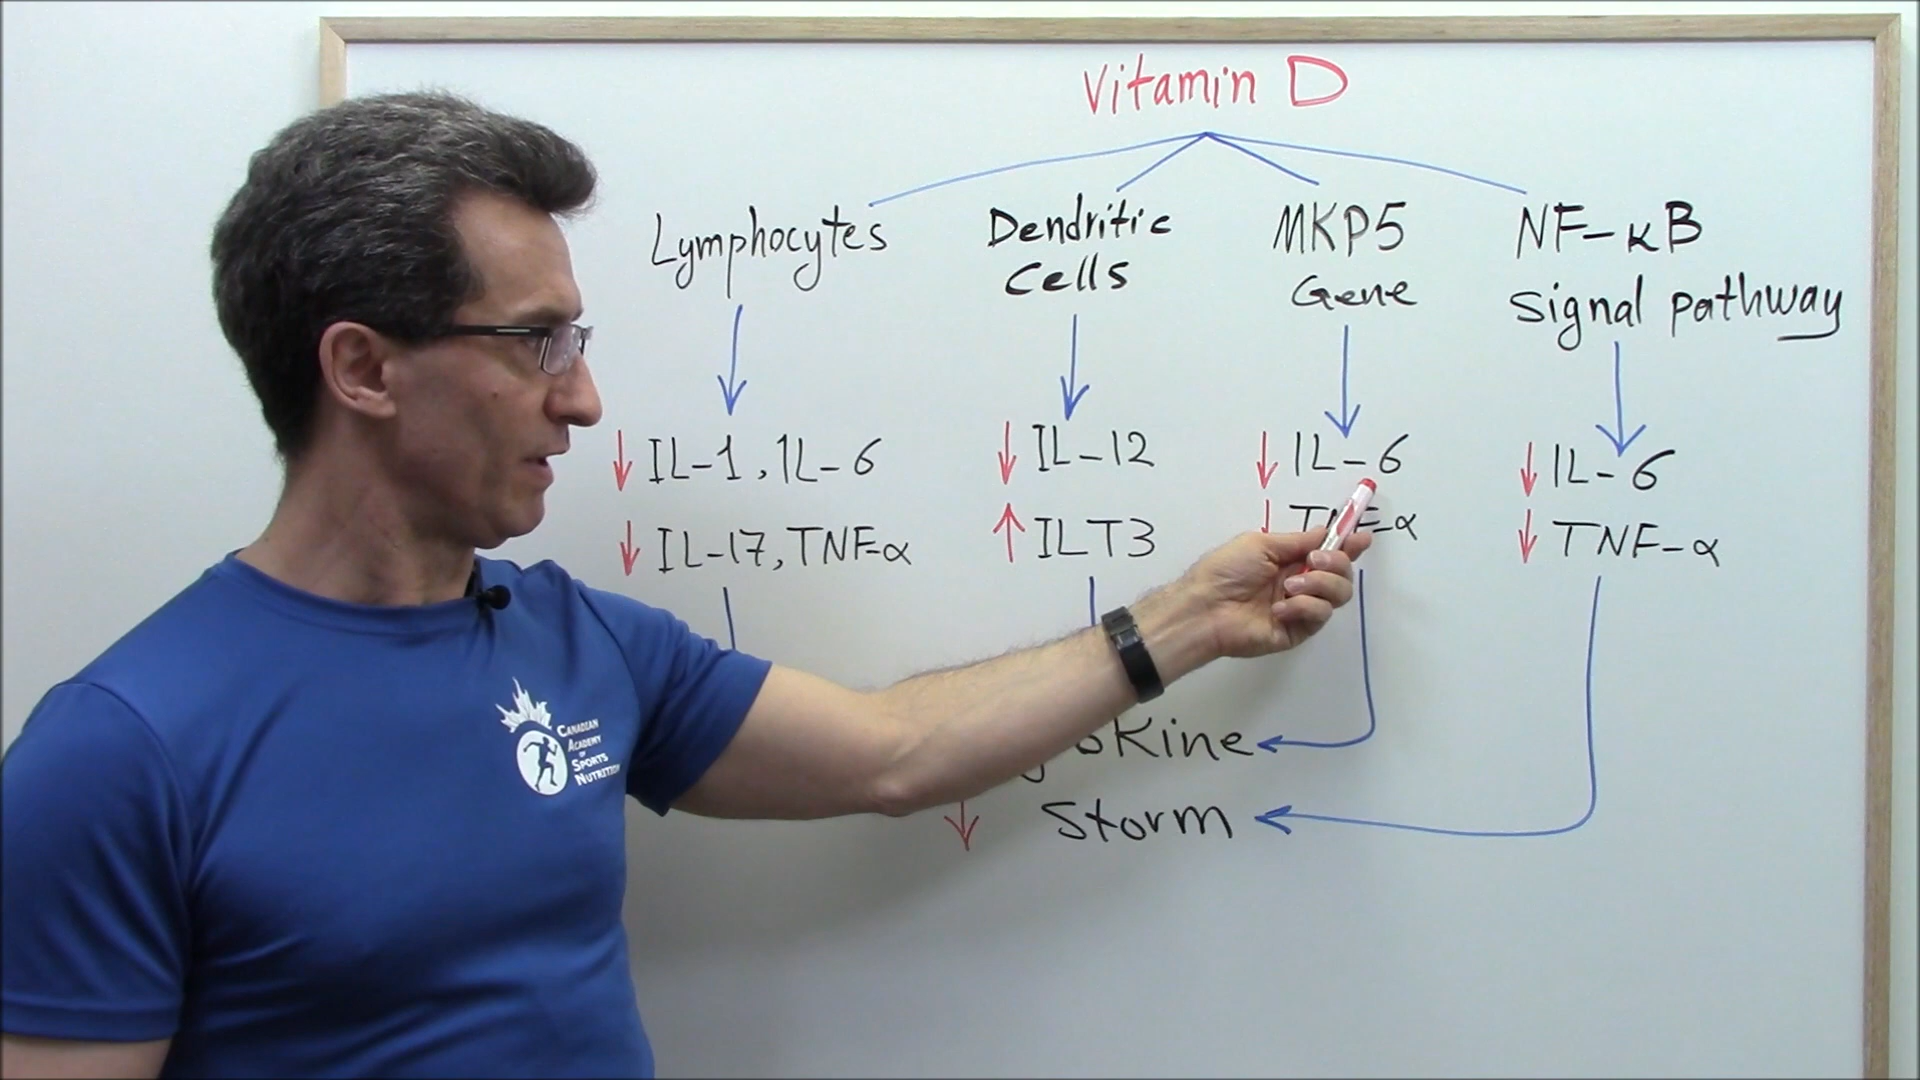 Vitamin D
Lymphocytes
Dendritic
Cells
MKP5
Gene
NF-κB
Signal pathway
↓ IL-1, IL-6
↓ IL-17, TNF-α
↓ IL-12
↑ ILT3
↓ IL-6
↓ TNF-α
↓ IL-6
↓ TNF-α
okine
↓ Storm
CANADIAN
ACADEMY
OF
SPORTS
NUTRITION